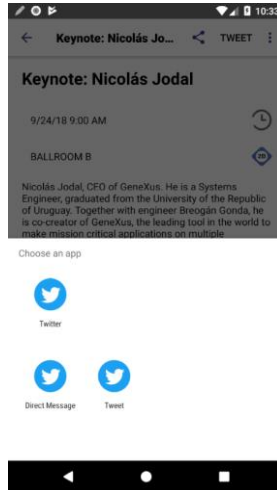 10:33
Keynote: Nicolás Jo... TWEET
Keynote: Nicolás Jodal
9/24/18 9:00 AM
BALLROOM B
2B
Nicolás Jodal, CEO of GeneXus. He is a Systems
Engineer, graduated from the University of the Republic
of Uruguay. Together with engineer Breogán Gonda, he
is co-creator of GeneXus, the leading tool in the world to
make mission critical applications on multiple
Choose an app
Twitter
Direct Message Tweet